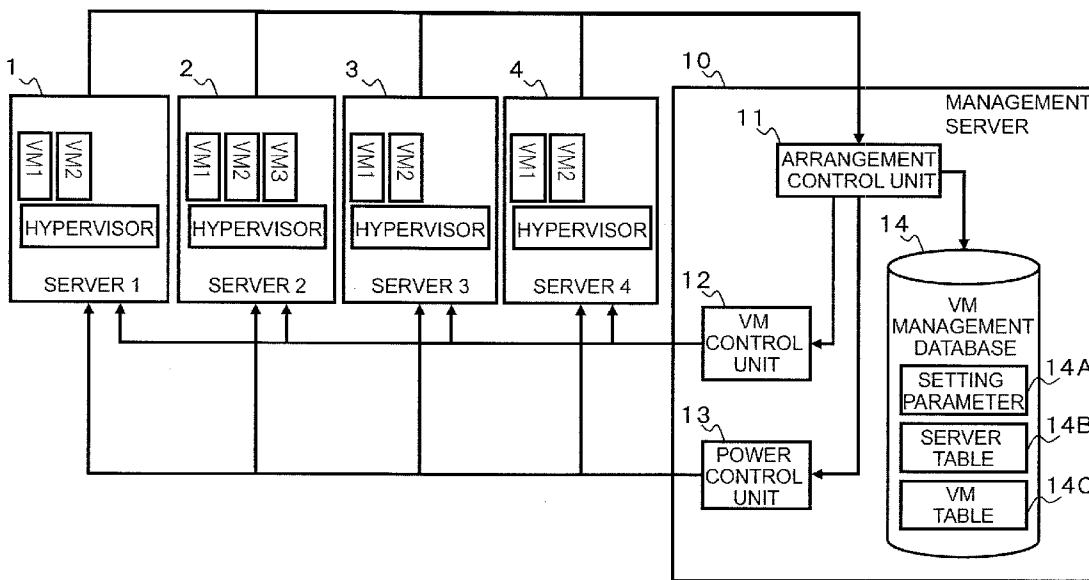 1
2
3
4
10
MANAGEMENT
SERVER
11
ARRANGEMENT
CONTROL UNIT
VM1
VM2
HYPERVISOR
SERVER 1
VM1
VM2
VM3
HYPERVISOR
SERVER 2
VM1
VM2
HYPERVISOR
SERVER 3
VM1
VM2
HYPERVISOR
SERVER 4
12
VM
CONTROL
UNIT
13
POWER
CONTROL
UNIT
14
VM
MANAGEMENT
DATABASE
14A
SETTING
PARAMETER
14B
SERVER
TABLE
14C
VM
TABLE